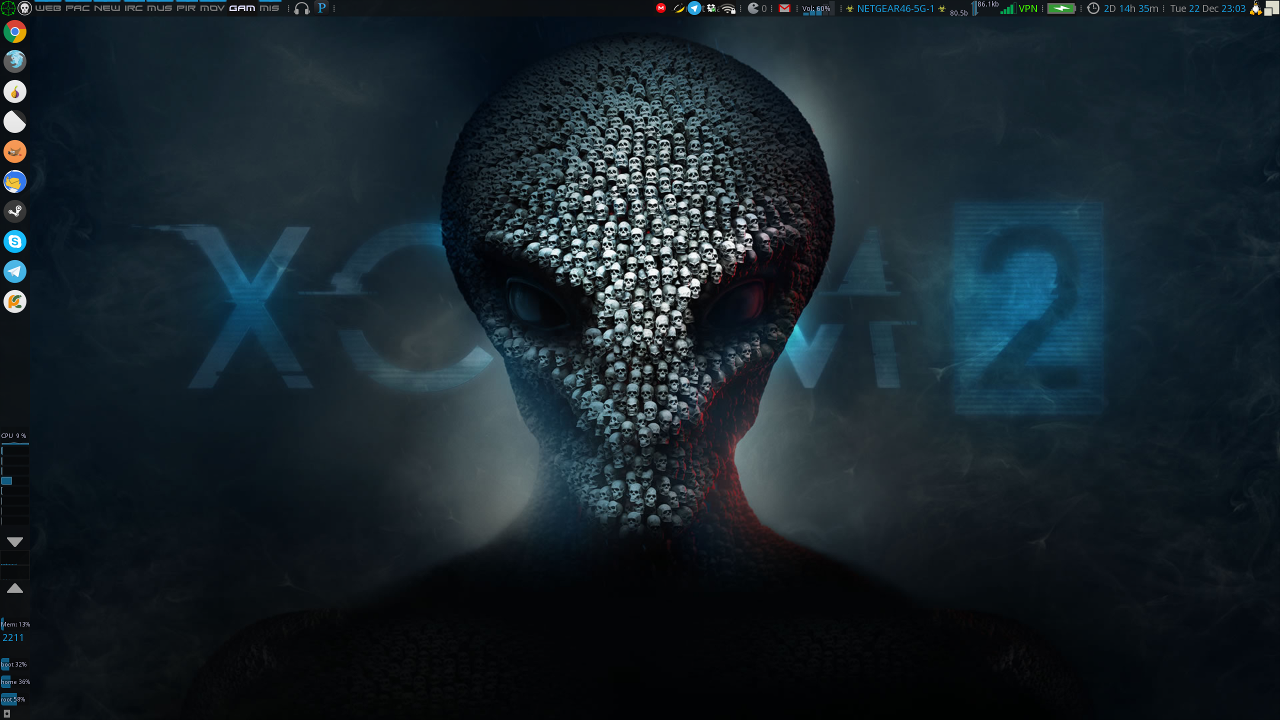 WEB PAC NEW IRC MUS PIR MOV GAM MIS P 0 Vol: 60% NETGEAR46-5G-1 80.5b 86.1kb VPN 2D 14h 35m Tue 22 Dec 23:03
XCOM 2
CPU 9%
Mem: 13%
2211
boot 32%
home 36%
root 58%